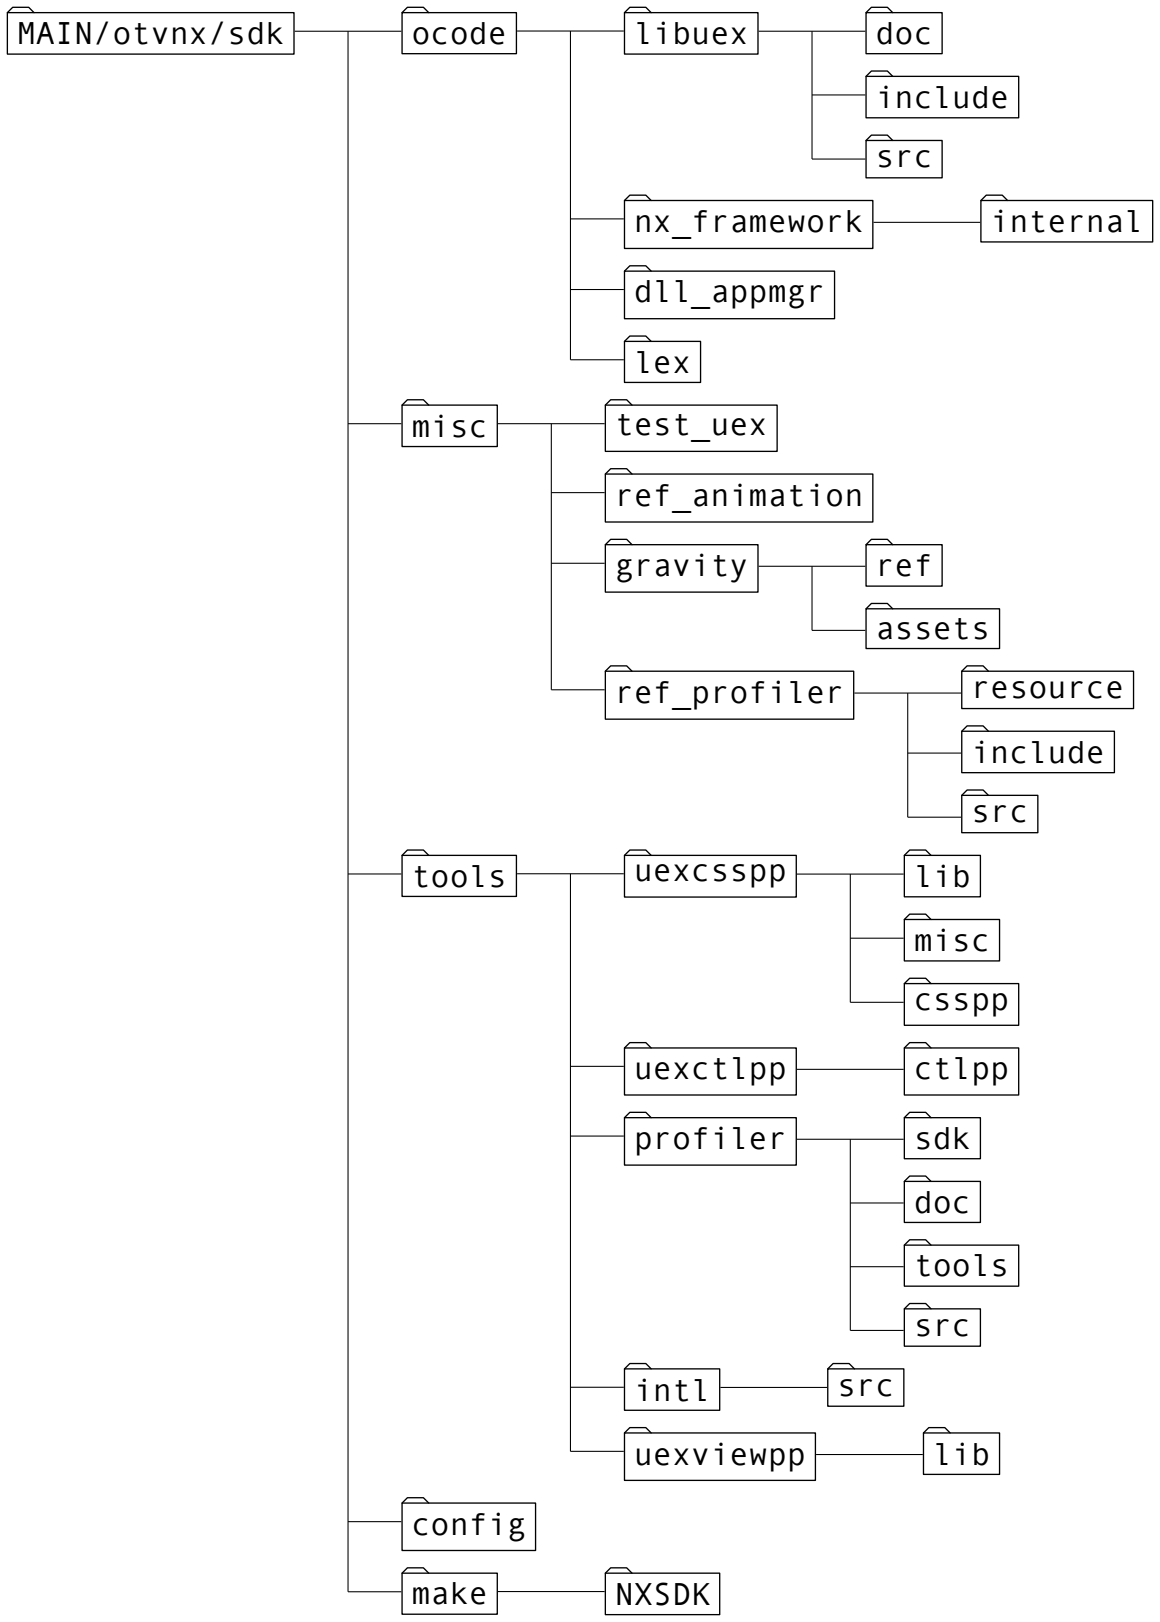 MAIN/otvnx/sdk
ocode
libuex
doc
include
src
nx_framework
internal
dll_appmgr
lex
misc
test_uex
ref_animation
gravity
ref
assets
ref_profiler
resource
include
src
tools
uexcsspp
lib
misc
csspp
uexctlpp
ctlpp
profiler
sdk
doc
tools
src
intl
src
uexviewpp
lib
config
make
NXSDK